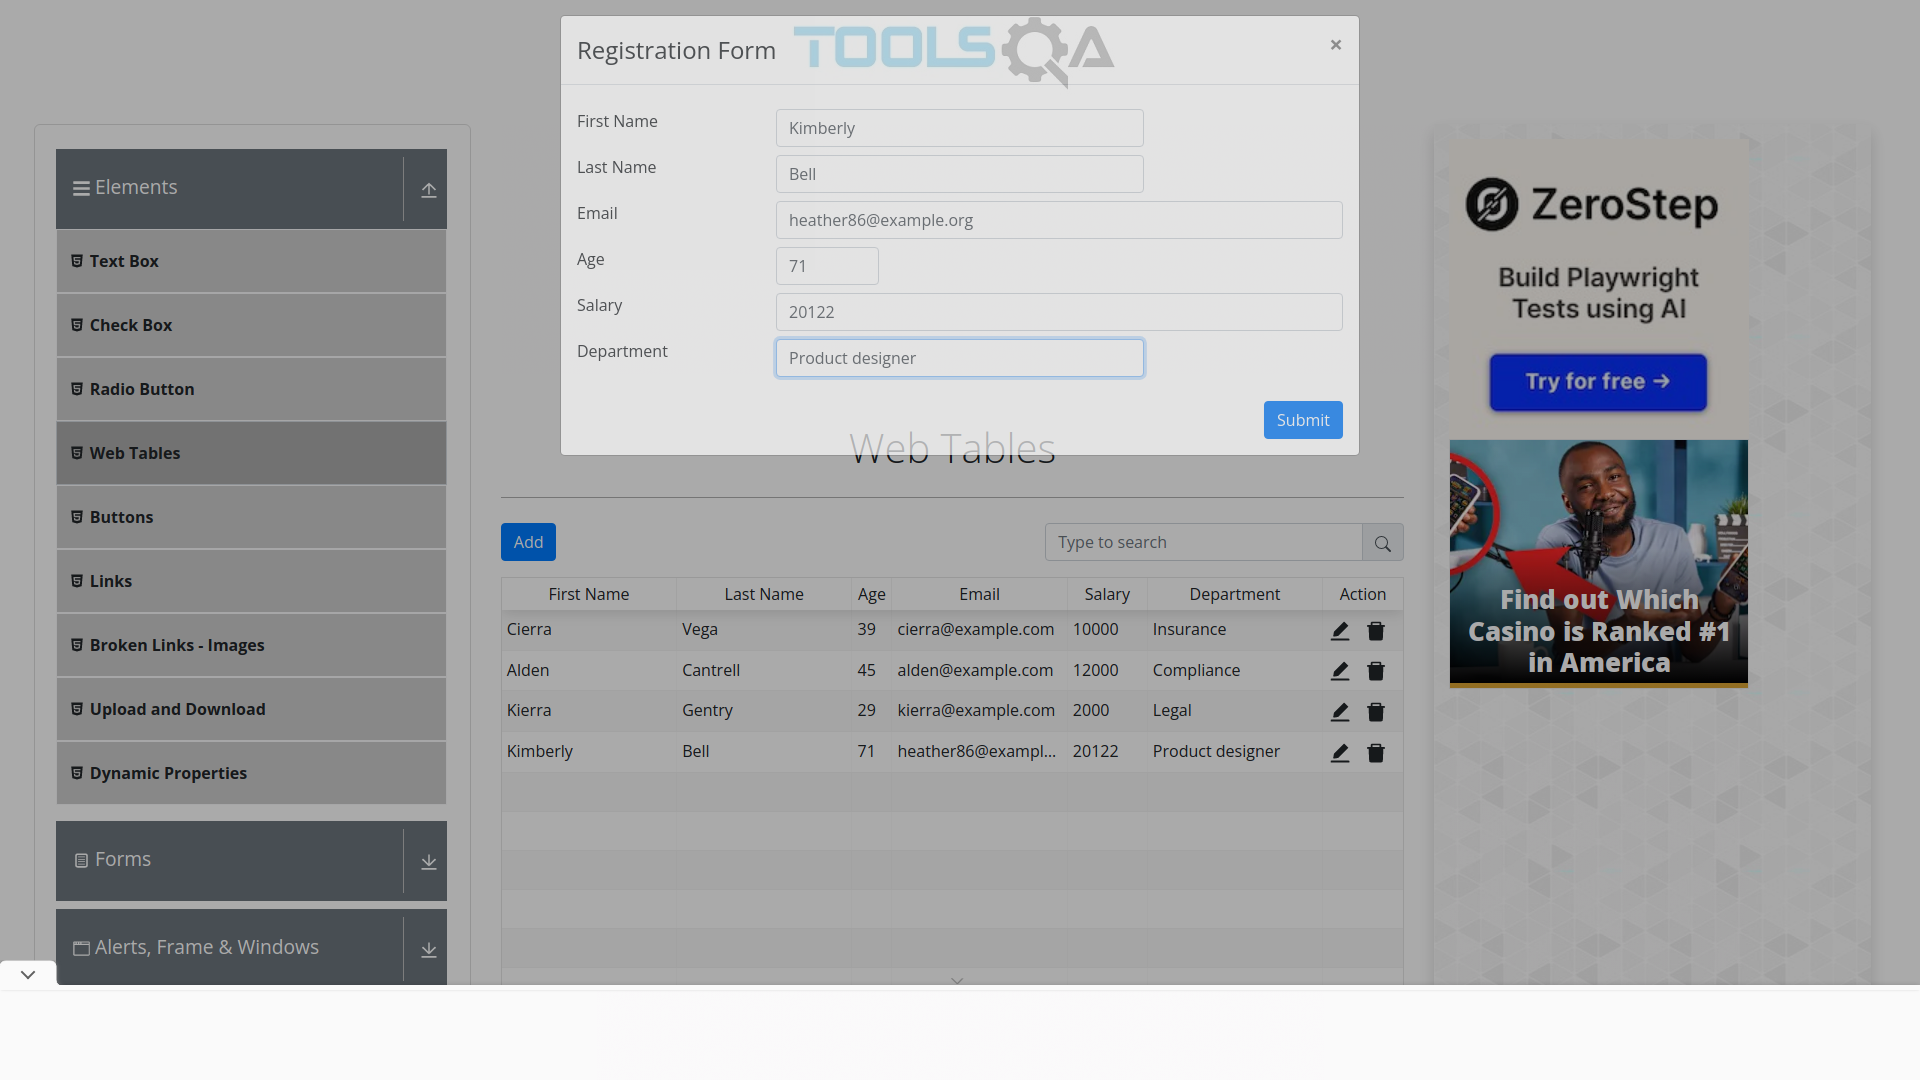 TOOLSQA
Registration Form
×
First Name
Kimberly
Last Name
Bell
Email
heather86@example.org
Age
71
Salary
20122
Department
Product designer
Submit
Elements
Text Box
Check Box
Radio Button
Web Tables
Buttons
Links
Broken Links - Images
Upload and Download
Dynamic Properties
Forms
Alerts, Frame & Windows
Web Tables
Add
Type to search
First Name Last Name Age Email Salary Department Action
Cierra Vega 39 cierra@example.com 10000 Insurance
Alden Cantrell 45 alden@example.com 12000 Compliance
Kierra Gentry 29 kierra@example.com 2000 Legal
Kimberly Bell 71 heather86@exampl... 20122 Product designer
ZeroStep
Build Playwright
Tests using AI
Try for free →
Find out Which
Casino is Ranked #1
in America